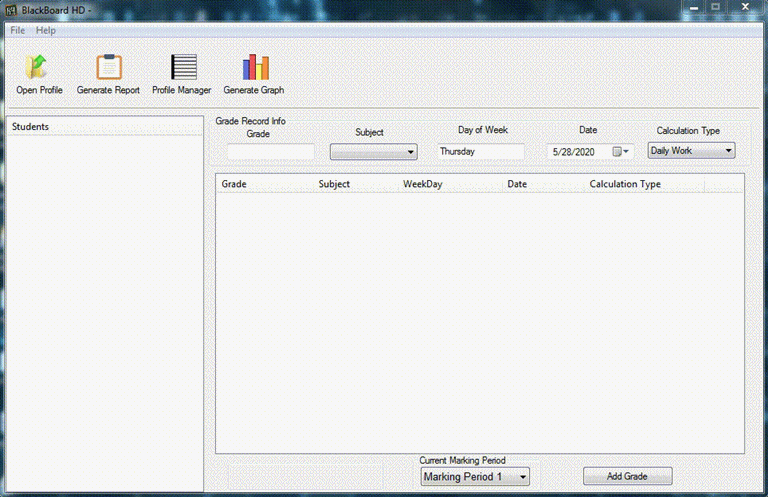 BlackBoard HD -
File Help
Open Profile Generate Report Profile Manager Generate Graph
Students
Grade Record Info
Grade Subject Day of Week Date Calculation Type
Thursday 5/28/2020 Daily Work
Grade Subject WeekDay Date Calculation Type
Current Marking Period
Marking Period 1 Add Grade